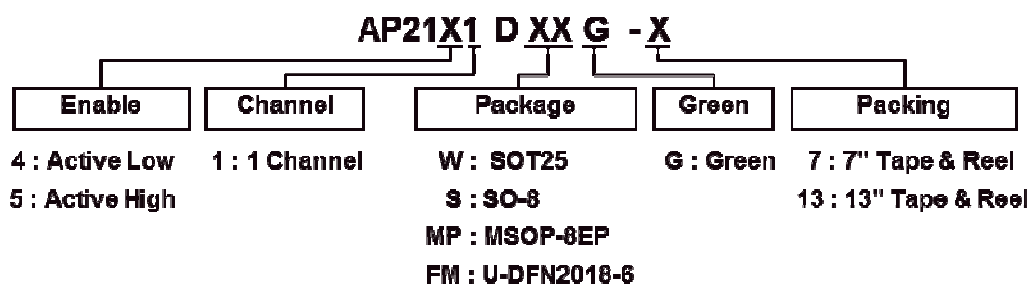 AP21X1 D XX G - X
Enable Channel Package Green Packing
4 : Active Low 1 : 1 Channel W : SOT25 G : Green 7 : 7" Tape & Reel
5 : Active High S : SO-8 13 : 13" Tape & Reel
MP : MSOP-8EP
FM : U-DFN2018-6